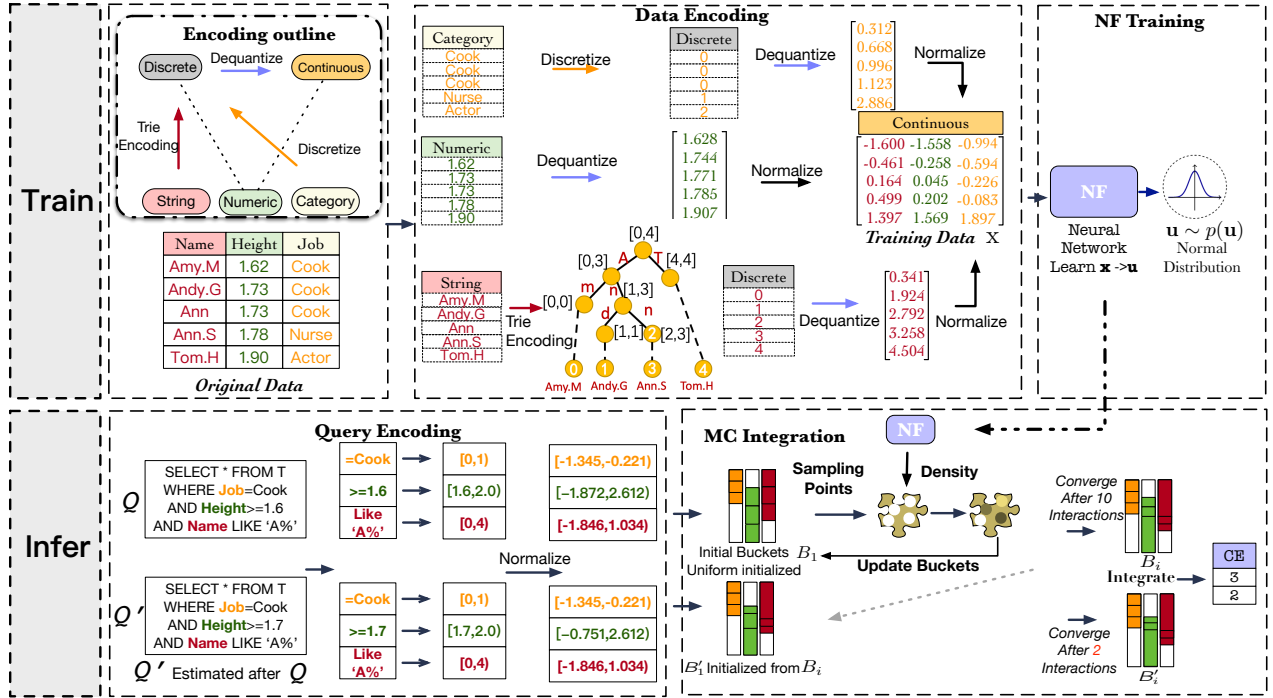 Train
Encoding outline
Discrete
Dequantize
Continuous
Trie
Encoding
Discretize
String
Numeric
Category
Name Height Job
Amy.M 1.62 Cook
Andy.G 1.73 Cook
Ann 1.73 Cook
Ann.S 1.78 Nurse
Tom.H 1.90 Actor
Original Data
Data Encoding
Category
Cook
Cook
Cook
Nurse
Actor
Discretize
Discrete
0
0
0
1
2
Dequantize
0.312
0.668
0.996
1.123
2.886
Normalize
Numeric
1.62
1.73
1.73
1.78
1.90
Dequantize
1.628
1.744
1.771
1.785
1.907
Normalize
Continuous
-1.600 -1.558 -0.994
-0.461 -0.258 -0.594
0.164 0.045 -0.226
0.499 0.202 -0.083
1.397 1.569 1.897
Training Data X
String
Amy.M
Andy.G
Ann
Ann.S
Tom.H
Trie
Encoding
[0,4]
A T
[0,3] [4,4]
m n
[0,0] [1,3]
d n
[1,1] 2 [2,3]
0 1 3 4
Amy.M Andy.G Ann.S Tom.H
Discrete
0
1
2
3
4
Dequantize
0.341
1.924
2.792
3.258
4.504
Normalize
NF Training
NF
Neural
Network
Learn x ->u
u ∼ p(u)
Normal
Distribution
Infer
Query Encoding
Q
SELECT * FROM T
WHERE Job=Cook
AND Height>=1.6
AND Name LIKE 'A%'
=Cook [0,1) [-1.345,-0.221)
>=1.6 [1.6,2.0) [−1.872,2.612)
Like
'A%' [0,4) [-1.846,1.034)
Normalize
Q′
SELECT * FROM T
WHERE Job=Cook
AND Height>=1.7
AND Name LIKE 'A%'
=Cook [0,1) [-1.345,-0.221)
>=1.7 [1.7,2.0) [−0.751,2.612)
Like
'A%' [0,4) [-1.846,1.034)
Q′ Estimated after Q
MC Integration
NF
Sampling
Points
Density
Initial Buckets B₁
Uniform initialized
Update Buckets
B′₁ Initialized from Bᵢ
Converge
After 10
Interactions
Bᵢ
Integrate
CE
3
2
Converge
After 2
Interactions
B′ᵢ